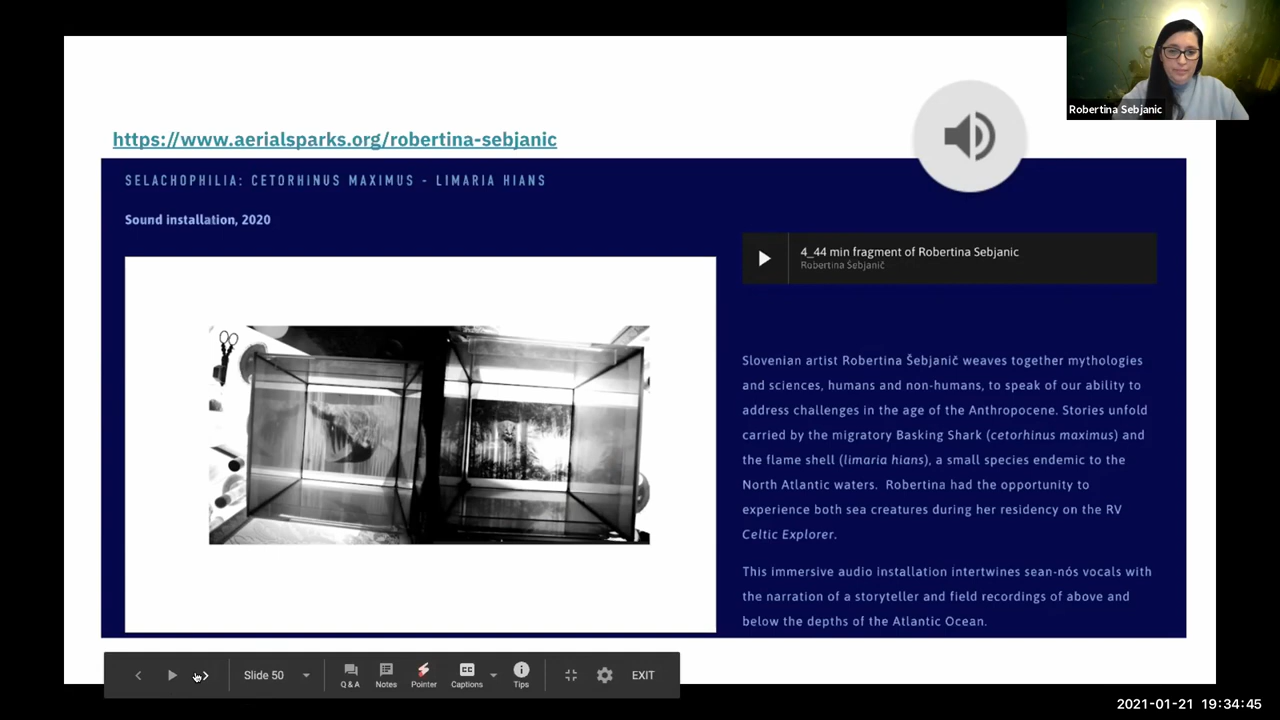 Robertina Sebjanic
https://www.aerialsparks.org/robertina-sebjanic
SELACHOPHILIA: CETORHINUS MAXIMUS - LIMARIA HIANS
Sound installation, 2020
4_44 min fragment of Robertina Sebjanic
Robertina Šebjanič
Slovenian artist Robertina Šebjanič weaves together mythologies
and sciences, humans and non-humans, to speak of our ability to
address challenges in the age of the Anthropocene. Stories unfold
carried by the migratory Basking Shark (cetorhinus maximus) and
the flame shell (limaria hians), a small species endemic to the
North Atlantic waters. Robertina had the opportunity to
experience both sea creatures during her residency on the RV
Celtic Explorer.
This immersive audio installation intertwines sean-nós vocals with
the narration of a storyteller and field recordings of above and
below the depths of the Atlantic Ocean.
Slide 50
Q & A
Notes
Pointer
CC
Captions
Tips
EXIT
2021-01-21 19:34:45